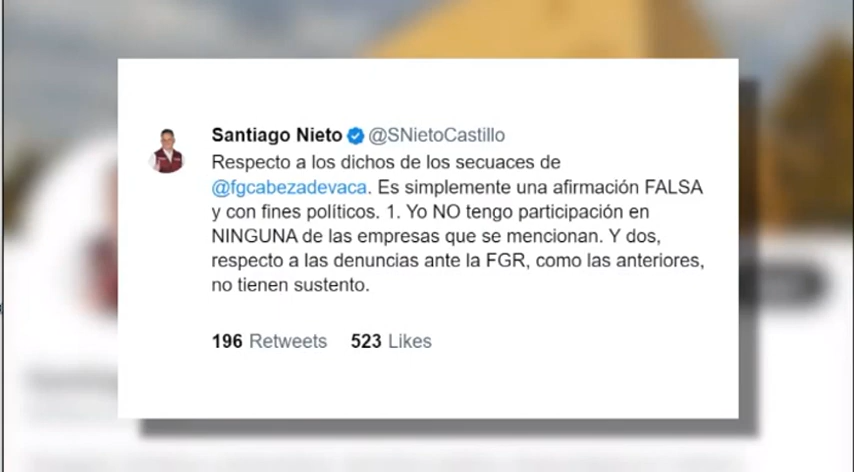 Santiago Nieto @SNietoCastillo
Respecto a los dichos de los secuaces de
@fgcabezadevaca. Es simplemente una afirmación FALSA
y con fines políticos. 1. Yo NO tengo participación en
NINGUNA de las empresas que se mencionan. Y dos,
respecto a las denuncias ante la FGR, como las anteriores,
no tienen sustento.
196 Retweets 523 Likes